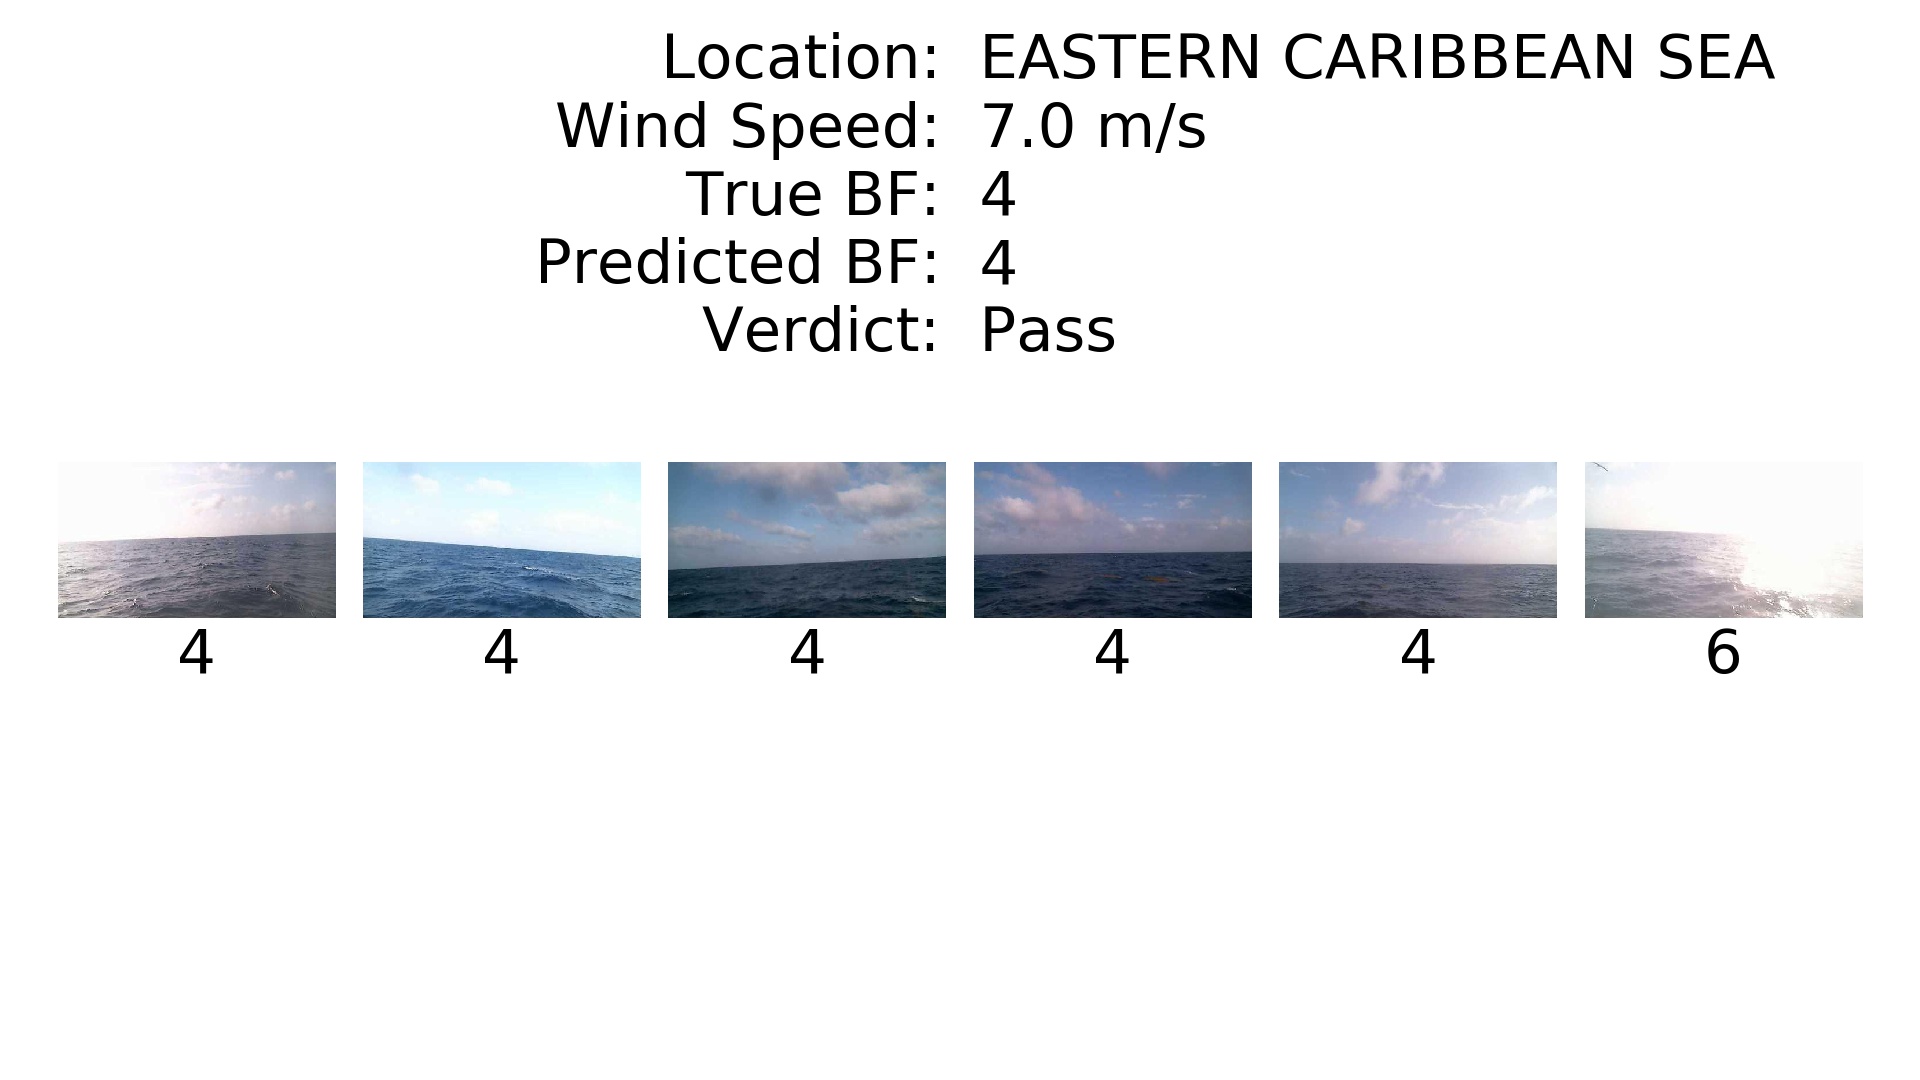 Location: EASTERN CARIBBEAN SEA
Wind Speed: 7.0 m/s
True BF: 4
Predicted BF: 4
Verdict: Pass
4 4 4 4 4 6